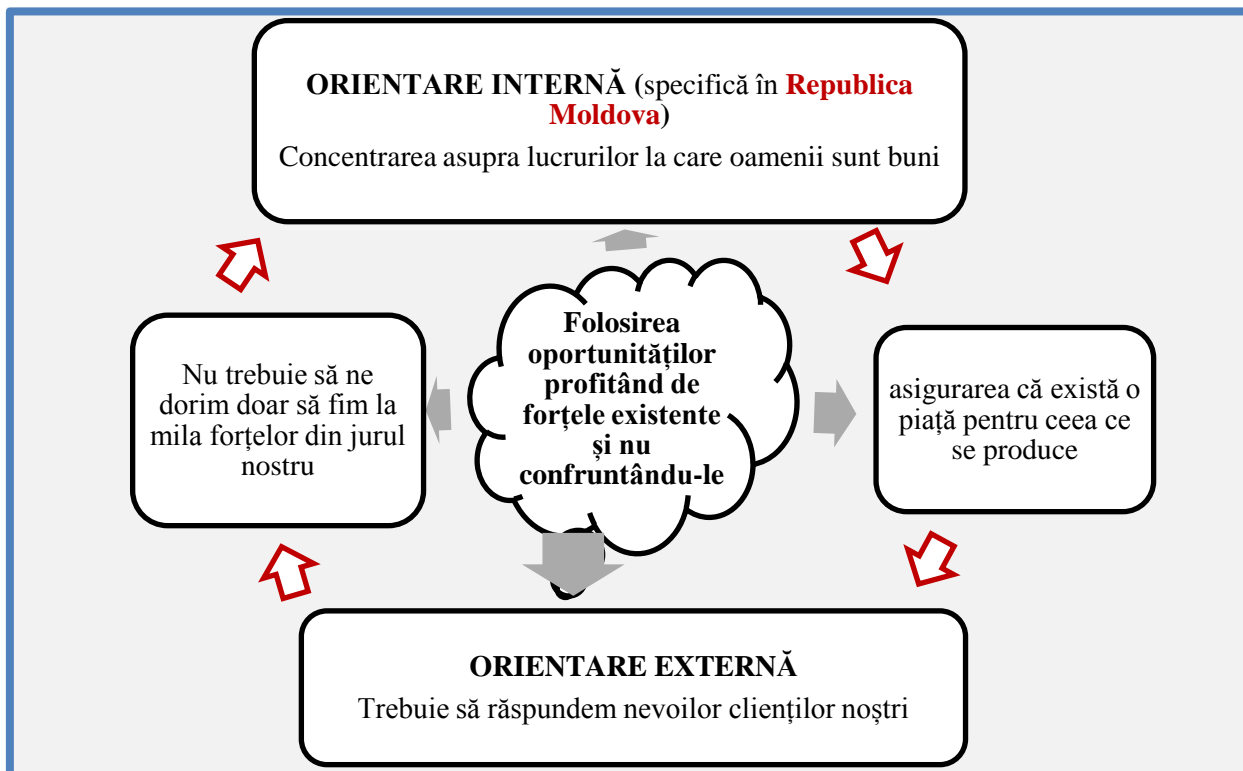 ORIENTARE INTERNĂ (specifică în Republica
Moldova)
Concentrarea asupra lucrurilor la care oamenii sunt buni
Folosirea
oportunităților
profitând de
forțele existente
și nu
confruntându-le
Nu trebuie să ne
dorim doar să fim la
mila forțelor din jurul
nostru
asigurarea că există o
piață pentru ceea ce
se produce
ORIENTARE EXTERNĂ
Trebuie să răspundem nevoilor clienților noștri